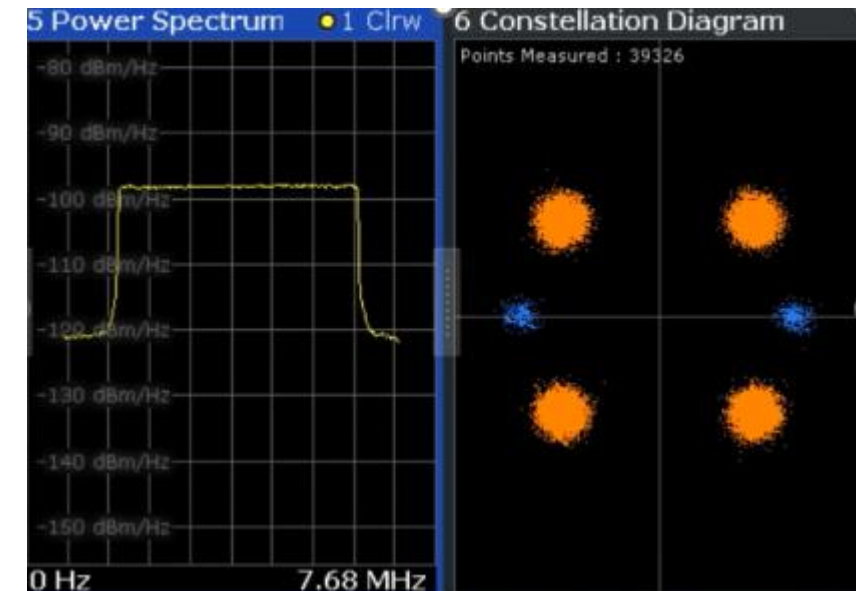 5 Power Spectrum
1 Clrw
-80 dBm/Hz
-90 dBm/Hz
-100 dBm/Hz
-110 dBm/Hz
-120 dBm/Hz
-130 dBm/Hz
-140 dBm/Hz
-150 dBm/Hz
0 Hz
7.68 MHz
6 Constellation Diagram
Points Measured : 39326